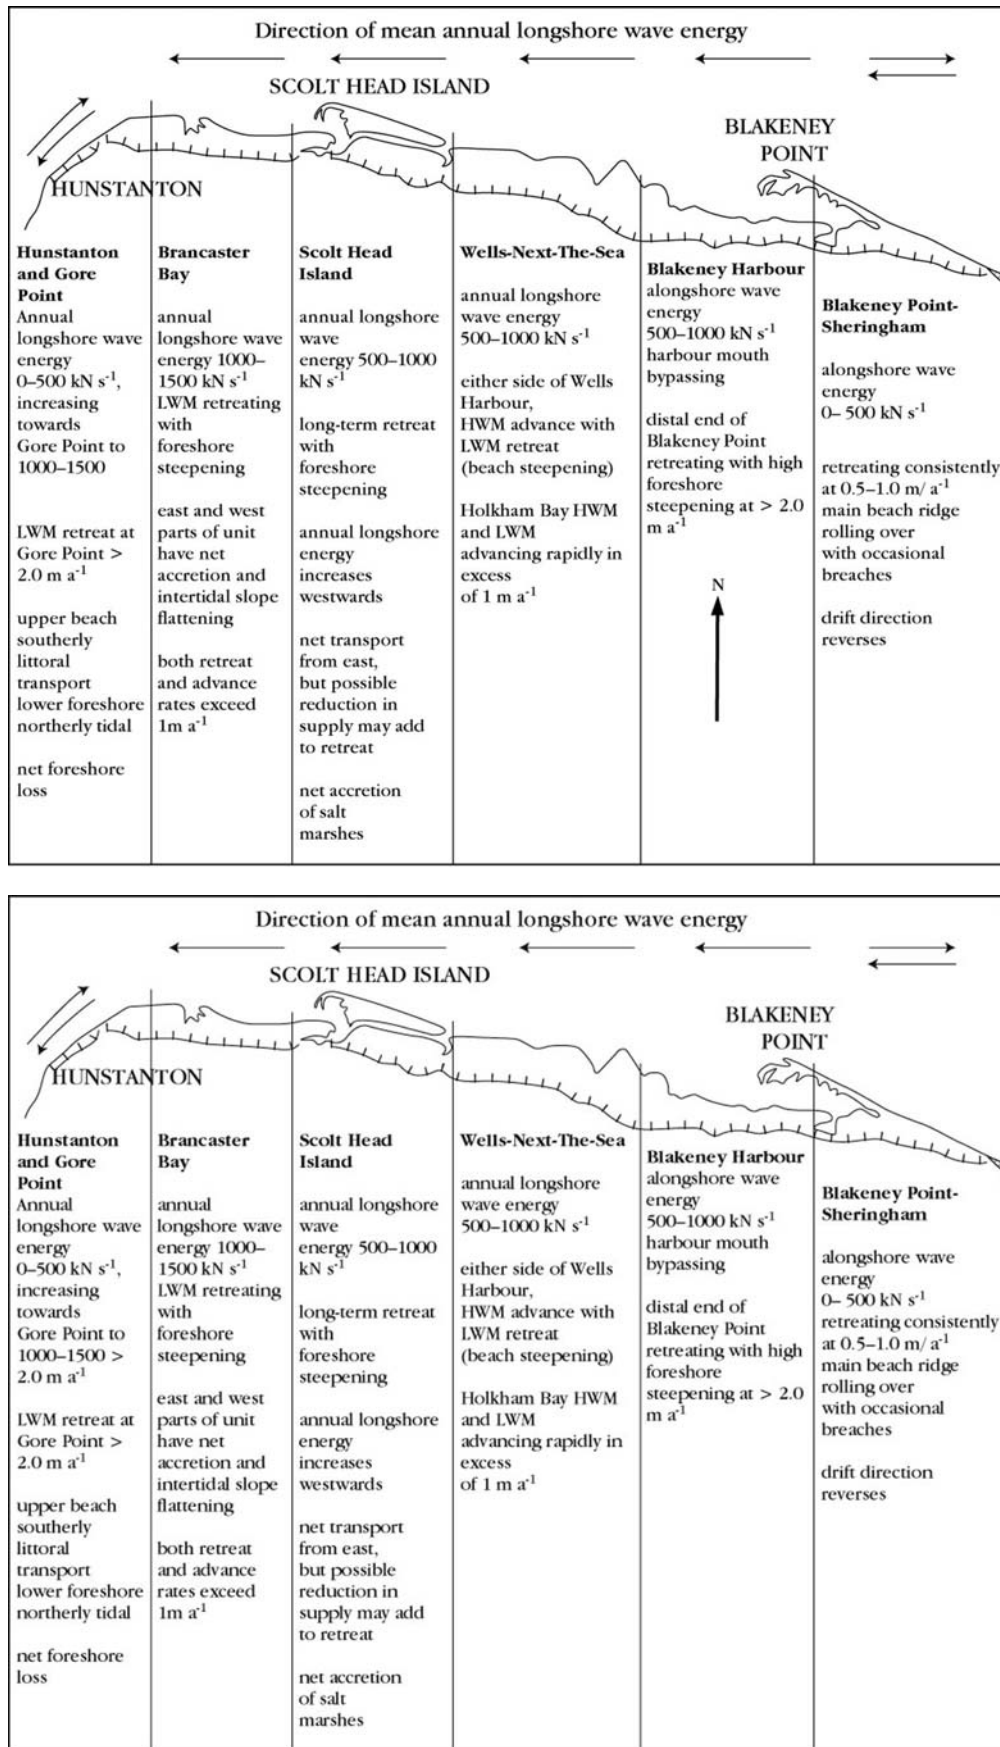 Direction of mean annual longshore wave energy
SCOLT HEAD ISLAND
BLAKENEY
POINT
HUNSTANTON
Hunstanton
and Gore
Point
Annual
longshore wave
energy
0–500 kN s-1,
increasing
towards
Gore Point to
1000–1500
LWM retreat at
Gore Point >
2.0 m a-1
upper beach
southerly
littoral
transport
lower foreshore
northerly tidal
net foreshore
loss
Brancaster
Bay
annual
longshore wave
energy 1000–
1500 kN s-1
LWM retreating
with
foreshore
steepening
east and west
parts of unit
have net
accretion and
intertidal slope
flattening
both retreat
and advance
rates exceed
1m a-1
Scolt Head
Island
annual longshore
wave
energy 500–1000
kN s-1
long-term retreat
with
foreshore
steepening
annual longshore
energy
increases
westwards
net transport
from east,
but possible
reduction in
supply may add
to retreat
net accretion
of salt
marshes
Wells-Next-The-Sea
annual longshore
wave energy
500–1000 kN s-1
either side of Wells
Harbour,
HWM advance with
LWM retreat
(beach steepening)
Holkham Bay HWM
and LWM
advancing rapidly in
excess
of 1 m a-1
Blakeney Harbour
alongshore wave
energy
500–1000 kN s-1
harbour mouth
bypassing
distal end of
Blakeney Point
retreating with high
foreshore
steepening at > 2.0
m a-1
N
Blakeney Point-
Sheringham
alongshore wave
energy
0– 500 kN s-1
retreating consistently
at 0.5–1.0 m/ a-1
main beach ridge
rolling over
with occasional
breaches
drift direction
reverses
Direction of mean annual longshore wave energy
SCOLT HEAD ISLAND
BLAKENEY
POINT
HUNSTANTON
Hunstanton
and Gore
Point
Annual
longshore wave
energy
0–500 kN s-1,
increasing
towards
Gore Point to
1000–1500 >
2.0 m a-1
LWM retreat at
Gore Point >
2.0 m a-1
upper beach
southerly
littoral
transport
lower foreshore
northerly tidal
net foreshore
loss
Brancaster
Bay
annual
longshore wave
energy 1000–
1500 kN s-1
LWM retreating
with
foreshore
steepening
east and west
parts of unit
have net
accretion and
intertidal slope
flattening
both retreat
and advance
rates exceed
1m a-1
Scolt Head
Island
annual longshore
wave
energy 500–1000
kN s-1
long-term retreat
with
foreshore
steepening
annual longshore
energy
increases
westwards
net transport
from east,
but possible
reduction in
supply may add
to retreat
net accretion
of salt
marshes
Wells-Next-The-Sea
annual longshore
wave energy
500–1000 kN s-1
either side of Wells
Harbour,
HWM advance with
LWM retreat
(beach steepening)
Holkham Bay HWM
and LWM
advancing rapidly in
excess
of 1 m a-1
Blakeney Harbour
alongshore wave
energy
500–1000 kN s-1
harbour mouth
bypassing
distal end of
Blakeney Point
retreating with high
foreshore
steepening at > 2.0
m a-1
Blakeney Point-
Sheringham
alongshore wave
energy
0– 500 kN s-1
retreating consistently
at 0.5–1.0 m/ a-1
main beach ridge
rolling over
with occasional
breaches
drift direction
reverses